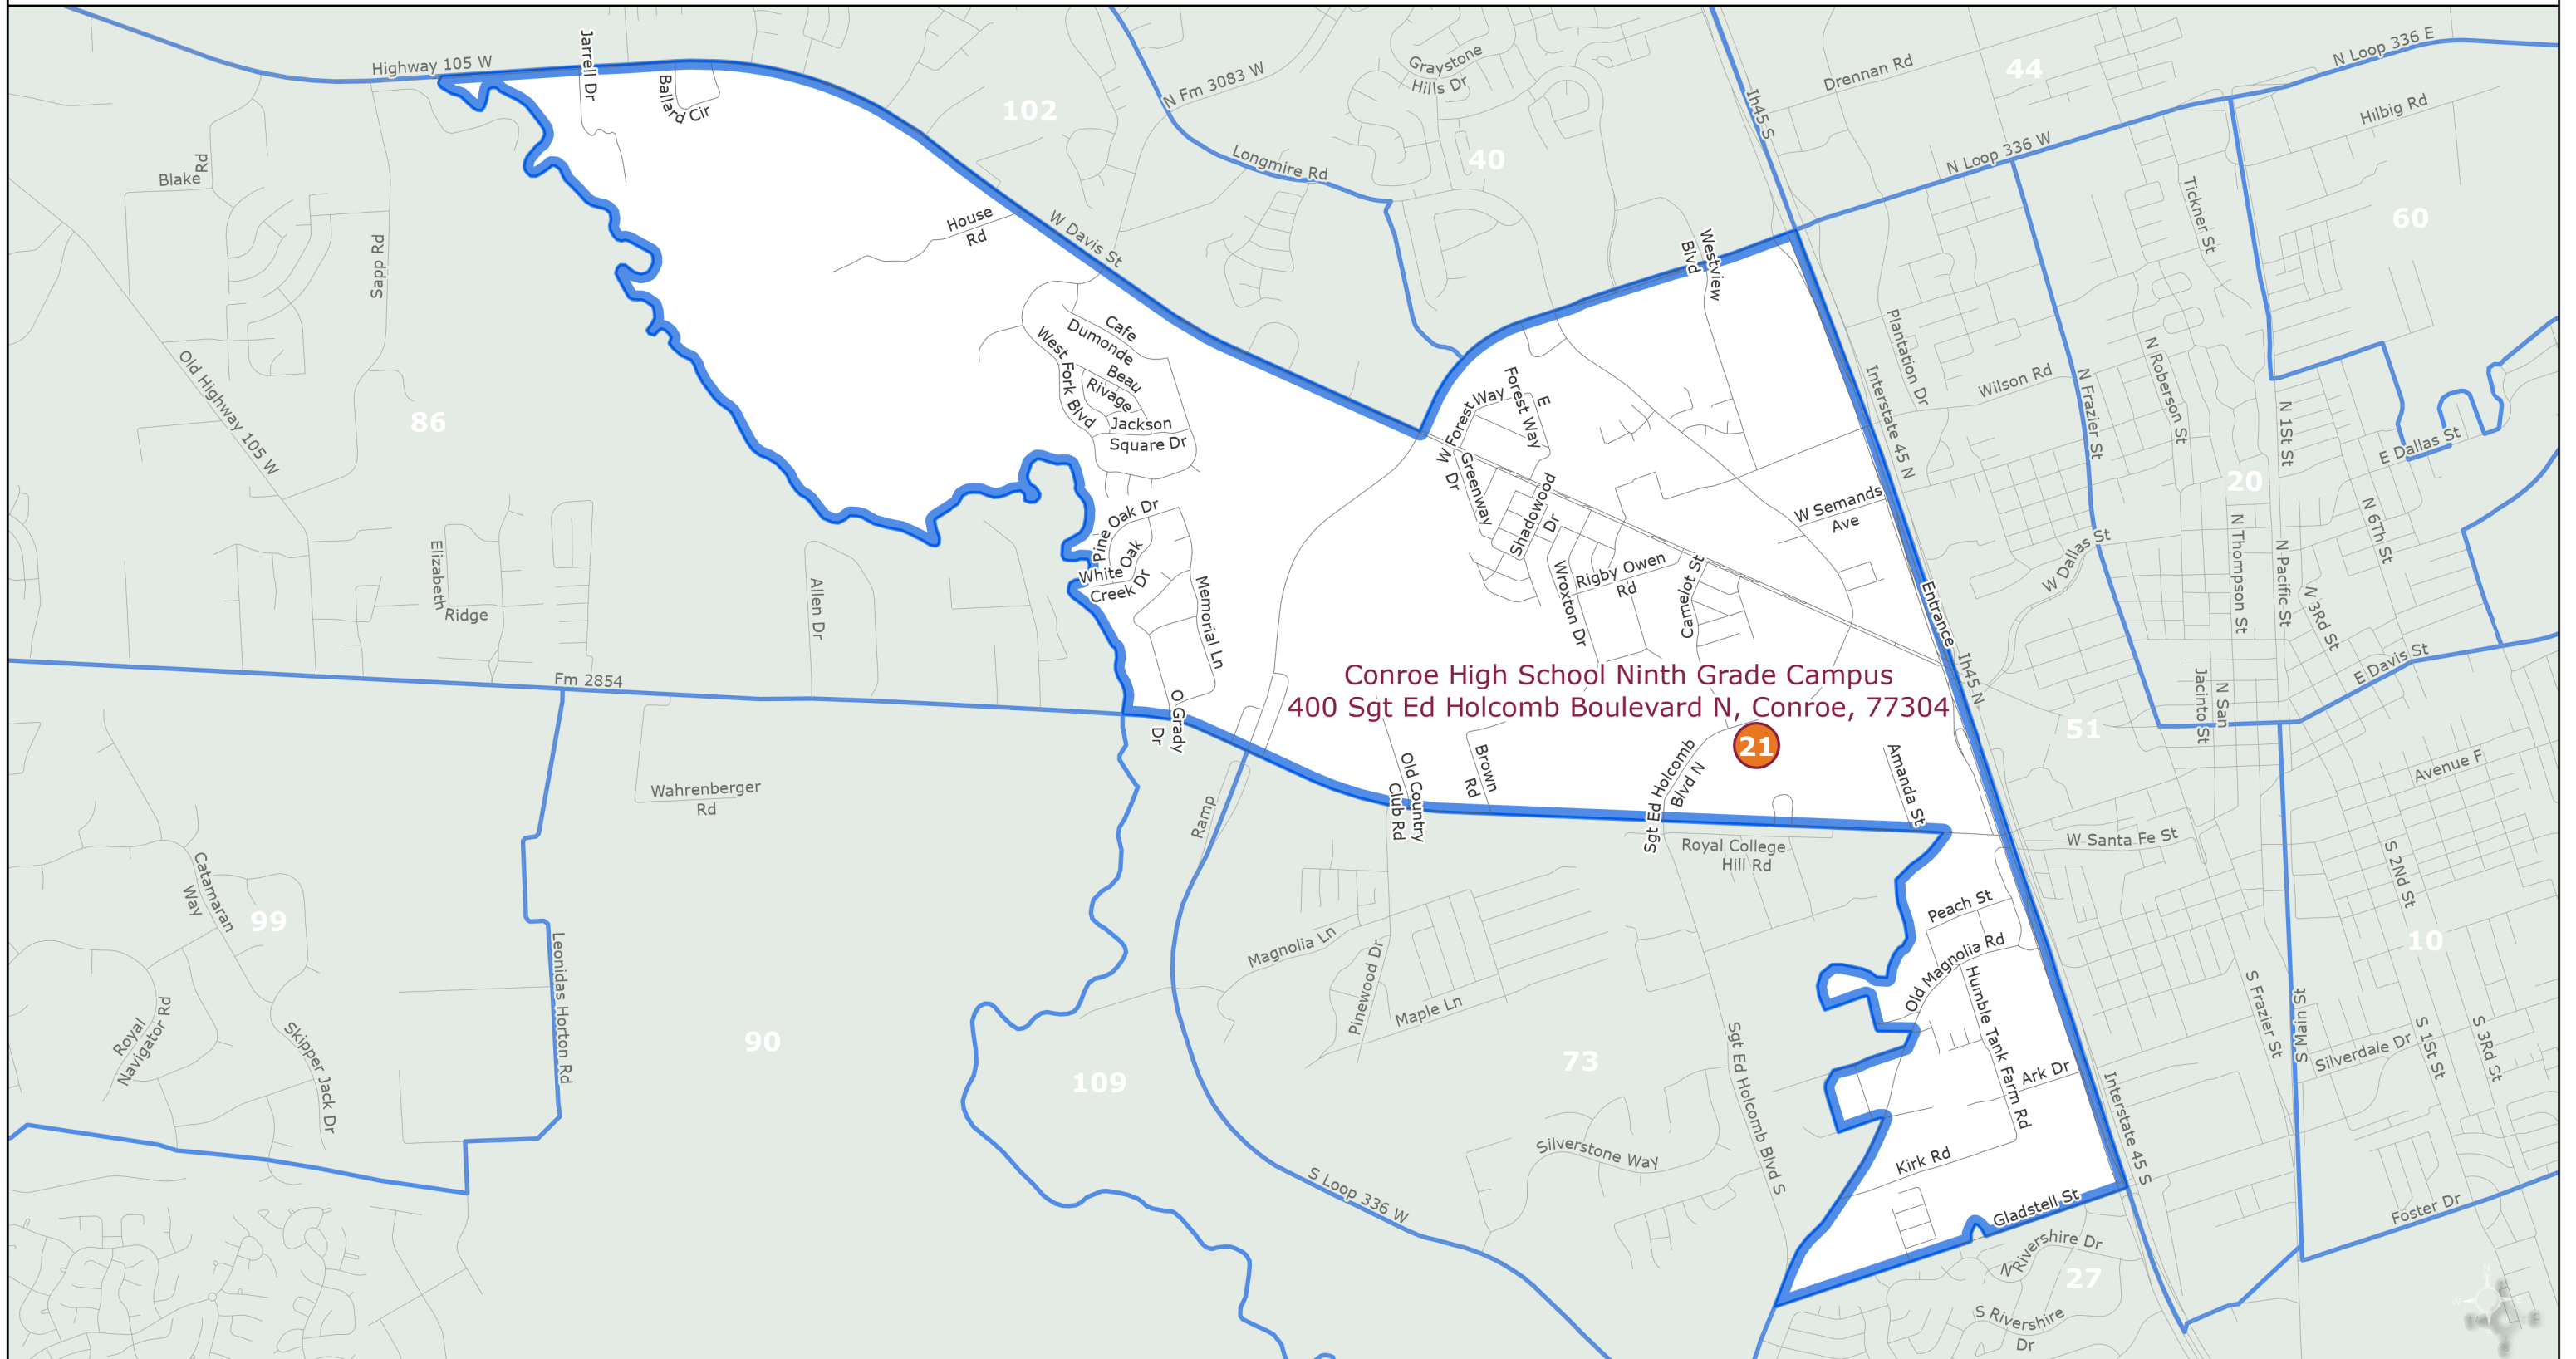 Highway 105 W
Jarrell Dr
Ballard Cir
102
N Fm 3083 W
Graystone
Hills Dr
Ih45 S
Drennan Rd
44
N Loop 336 E
Hilbig Rd
Blake Rd
Longmire Rd
40
N Loop 336 W
Tickner St
60
Sapp Rd
House
Rd
W Davis St
Westview
Blvd
Old Highway 105 W
86
Cafe
Dumonde
West Fork Blvd
Beau
Rivage
Jackson
Square Dr
W Forest Way
E
Forest Way
Greenway
Dr
Shadowood
Dr
Plantation Dr
Interstate 45 N
Wilson Rd
N Frazier St
N Roberson St
N 1St St
E Dallas St
20
W Semands
Ave
N Thompson St
N Pacific St
N 6Th St
N 3Rd St
W Dallas St
Elizabeth
Ridge
Allen Dr
Pine Oak Dr
White Oak
Creek Dr
Memorial Ln
Wroxton Dr
Rigby Owen
Rd
Camelot St
Entrance
Ih45 N
Fm 2854
O Grady
Dr
Conroe High School Ninth Grade Campus
400 Sgt Ed Holcomb Boulevard N, Conroe, 77304
21
51
N San
Jacinto St
E Davis St
Avenue F
Wahrenberger
Rd
Ramp
Old Country
Club Rd
Brown
Rd
Sgt Ed Holcomb
Blvd N
Amanda St
Royal College
Hill Rd
W Santa Fe St
S 2Nd St
Catamaran
Way
99
Leonidas Horton Rd
Magnolia Ln
Pinewood Dr
Maple Ln
Peach St
Old Magnolia Rd
Humble Tank Farm Rd
10
Royal
Navigator Rd
Skipper Jack Dr
90
109
73
Sgt Ed Holcomb Blvd S
Ark Dr
S Frazier St
S Main St
Silverdale Dr
S 1St St
S 3Rd St
Silverstone Way
Kirk Rd
Interstate 45 S
S Loop 336 W
Gladstell St
N Rivershire Dr
27
S Rivershire
Dr
Foster Dr